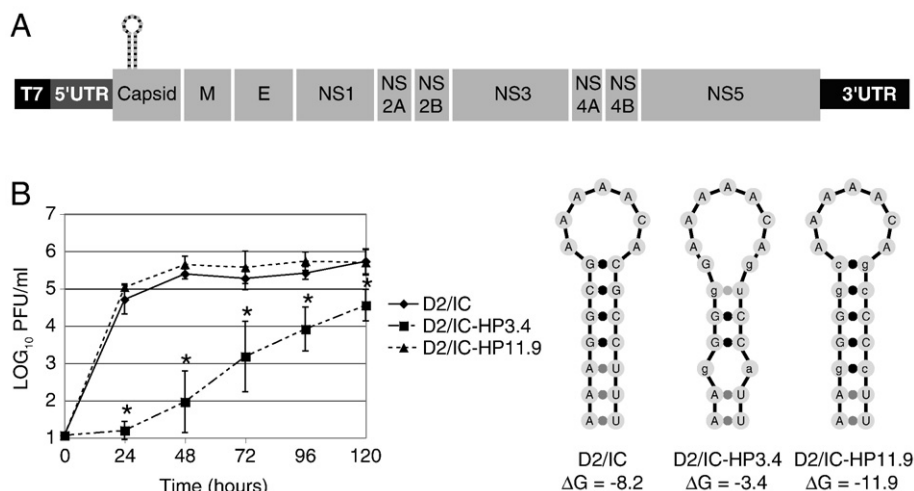 A
T7 5'UTR Capsid M E NS1 NS 2A NS 2B NS3 NS 4A NS 4B NS5 3'UTR
B
LOG10 PFU/ml
7
6
5
4
3
2
1
0 24 48 72 96 120
Time (hours)
* * * * *
D2/IC
D2/IC-HP3.4
D2/IC-HP11.9
A A A
A C
A A
G C
C G
G C
G C
A U
A U
A U
D2/IC
ΔG = -8.2
A A A
A C
A A
G g
g u
G C
G C
g a
A U
A U
D2/IC-HP3.4
ΔG = -3.4
A A A
A C
A A
c g
g c
G C
G C
g c
A U
A U
D2/IC-HP11.9
ΔG = -11.9